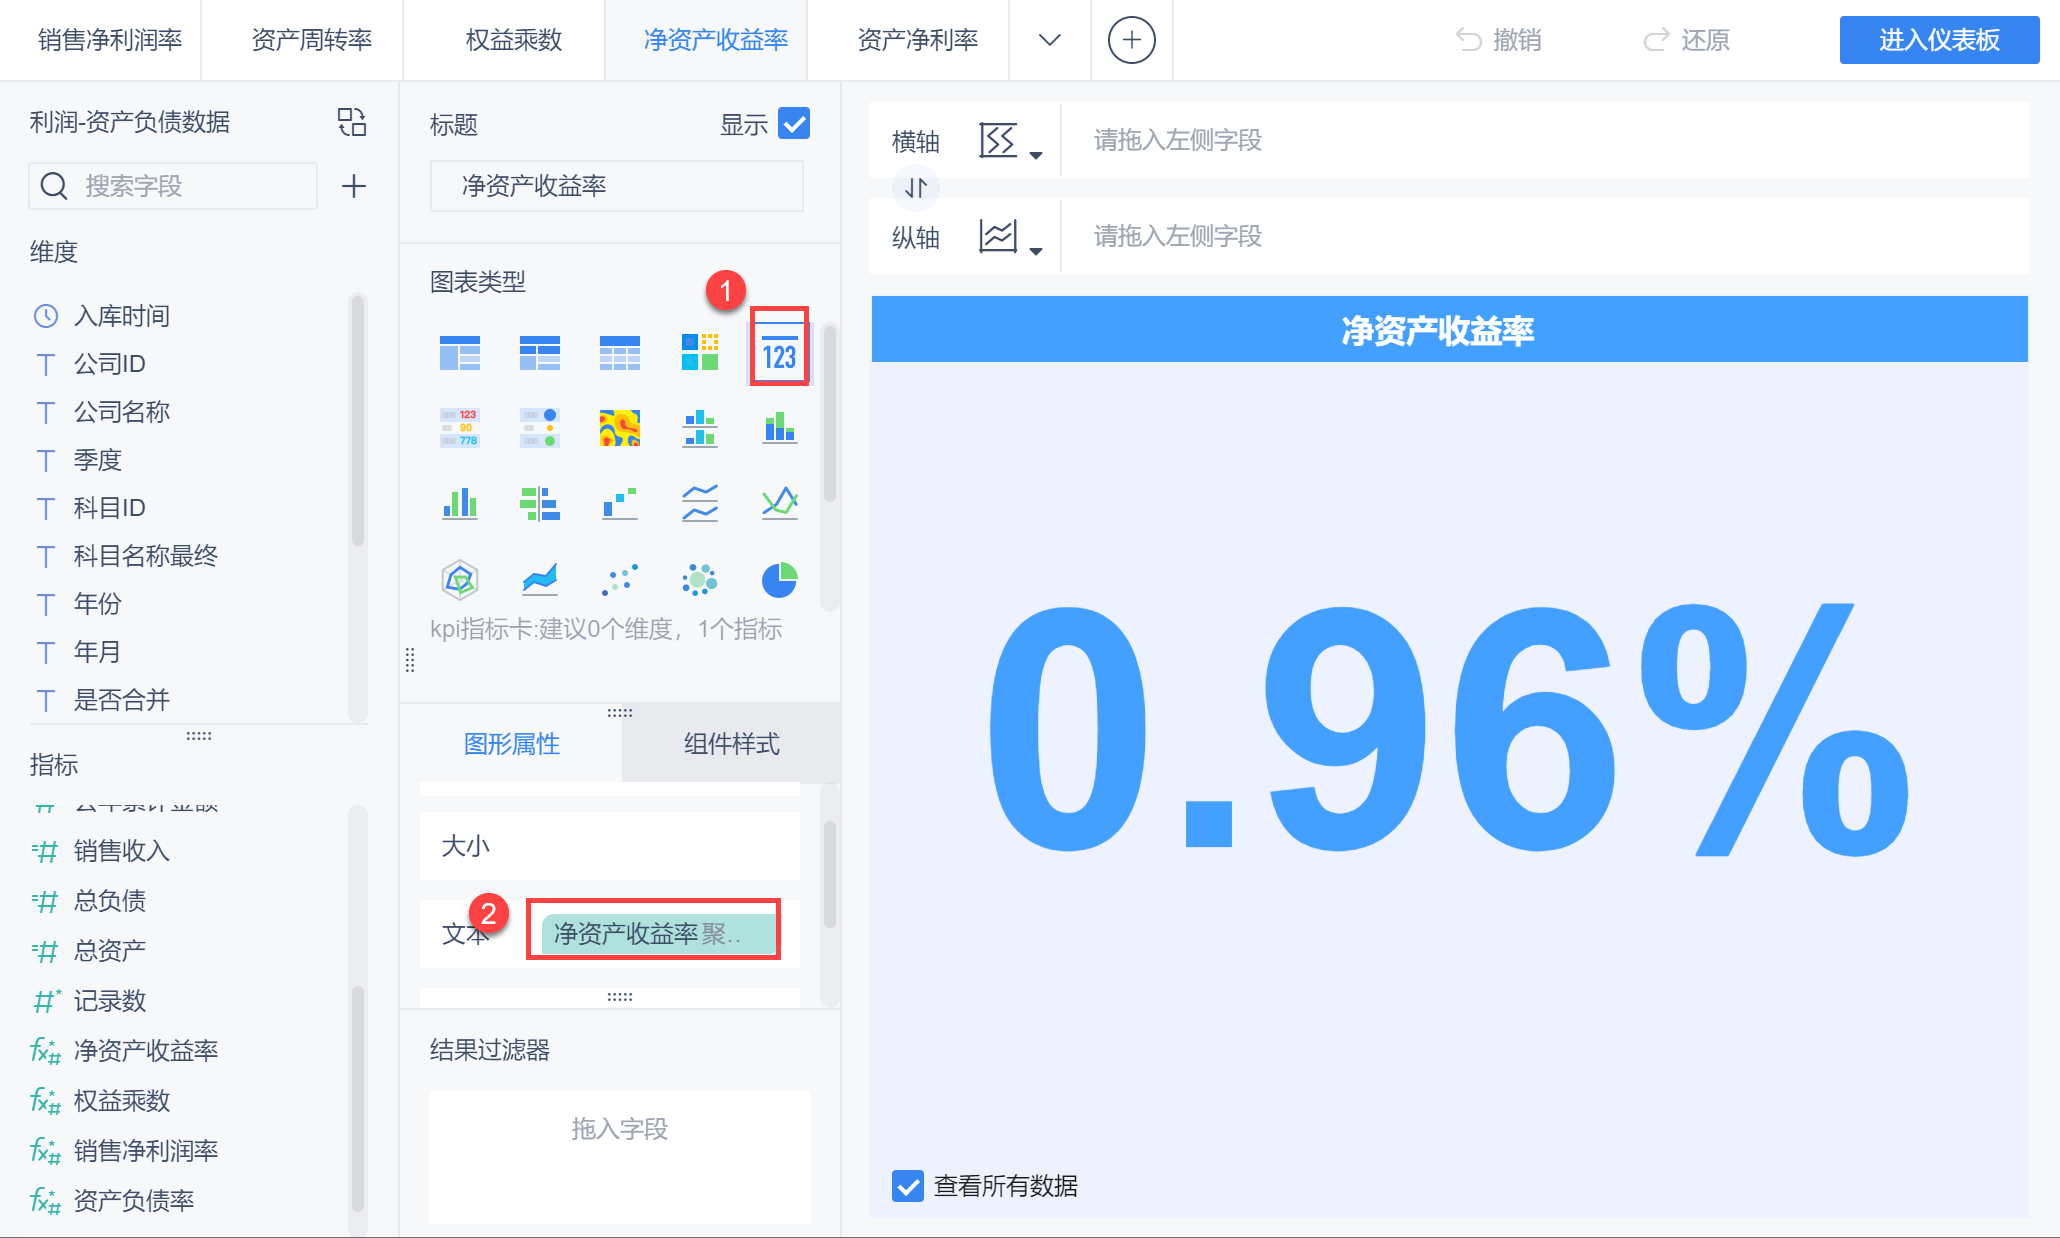 销售净利润率
资产周转率
权益乘数
净资产收益率
资产净利率
撤销
还原
进入仪表板
利润-资产负债数据
搜索字段
维度
入库时间
公司ID
公司名称
季度
科目ID
科目名称最终
年份
年月
是否合并
指标
销售收入
总负债
总资产
记录数
净资产收益率
权益乘数
销售净利润率
资产负债率
标题
显示
净资产收益率
图表类型
1
123
123
90
778
kpi指标卡:建议0个维度，1个指标
图形属性
组件样式
大小
2
文本
净资产收益率 聚..
结果过滤器
拖入字段
横轴
请拖入左侧字段
纵轴
请拖入左侧字段
净资产收益率
0.96%
查看所有数据